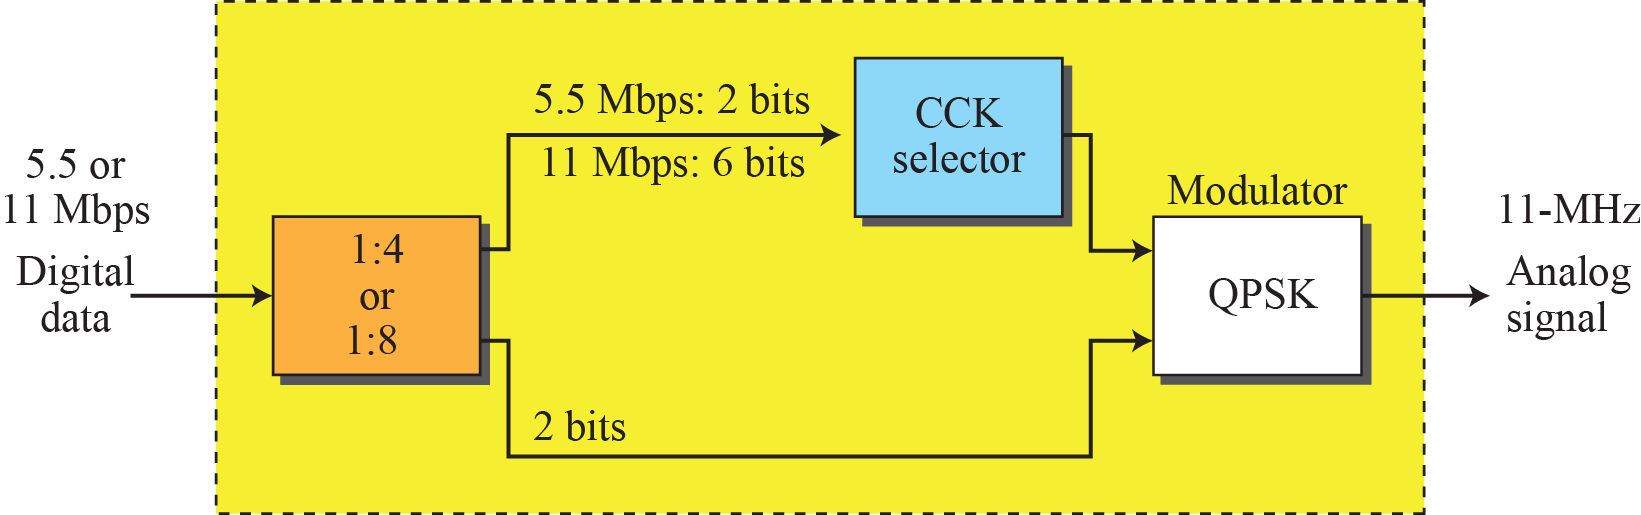 5.5 or
11 Mbps
Digital
data
1:4
or
1:8
5.5 Mbps: 2 bits
11 Mbps: 6 bits
2 bits
CCK
selector
Modulator
QPSK
11-MHz
Analog
signal